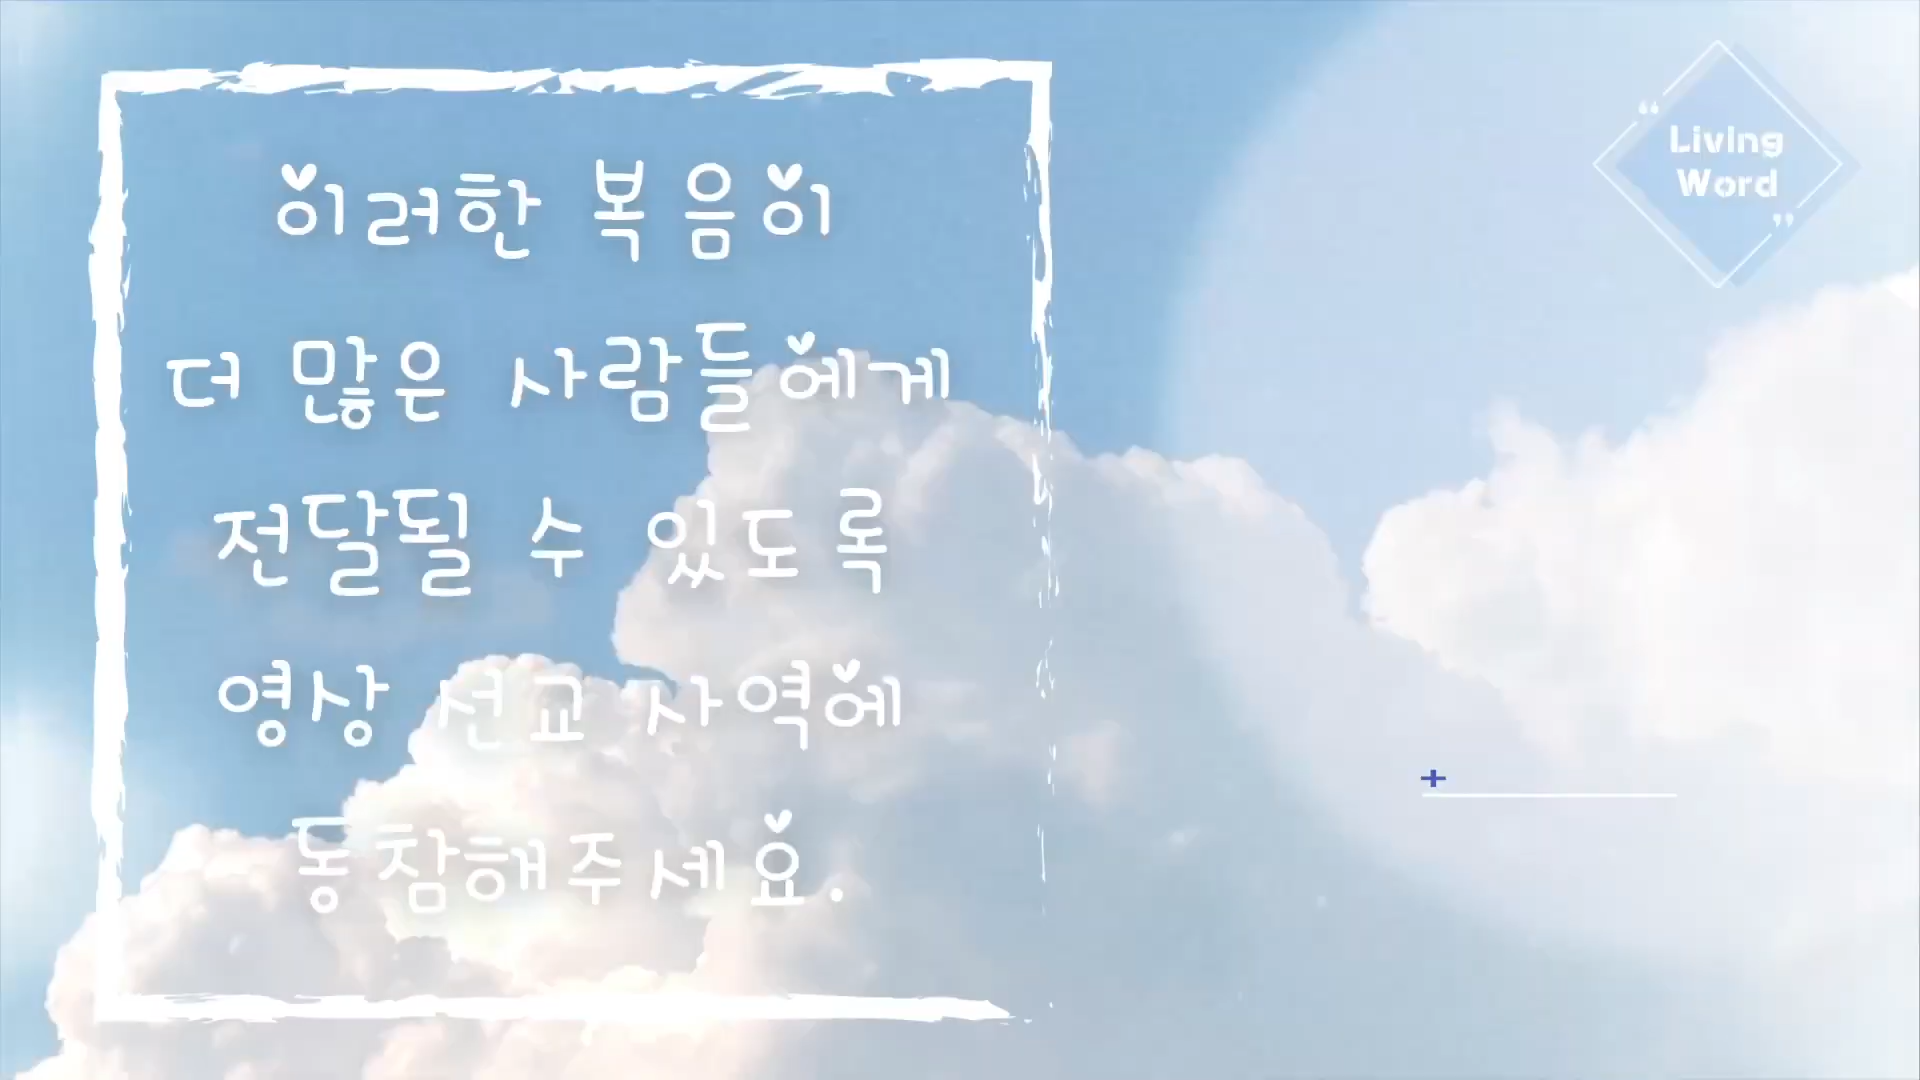 이러한 복음이
더 많은 사람들에게
전달될 수 있도록
영상 선교 사역에
동참해주세요.
“Living
Word”
+